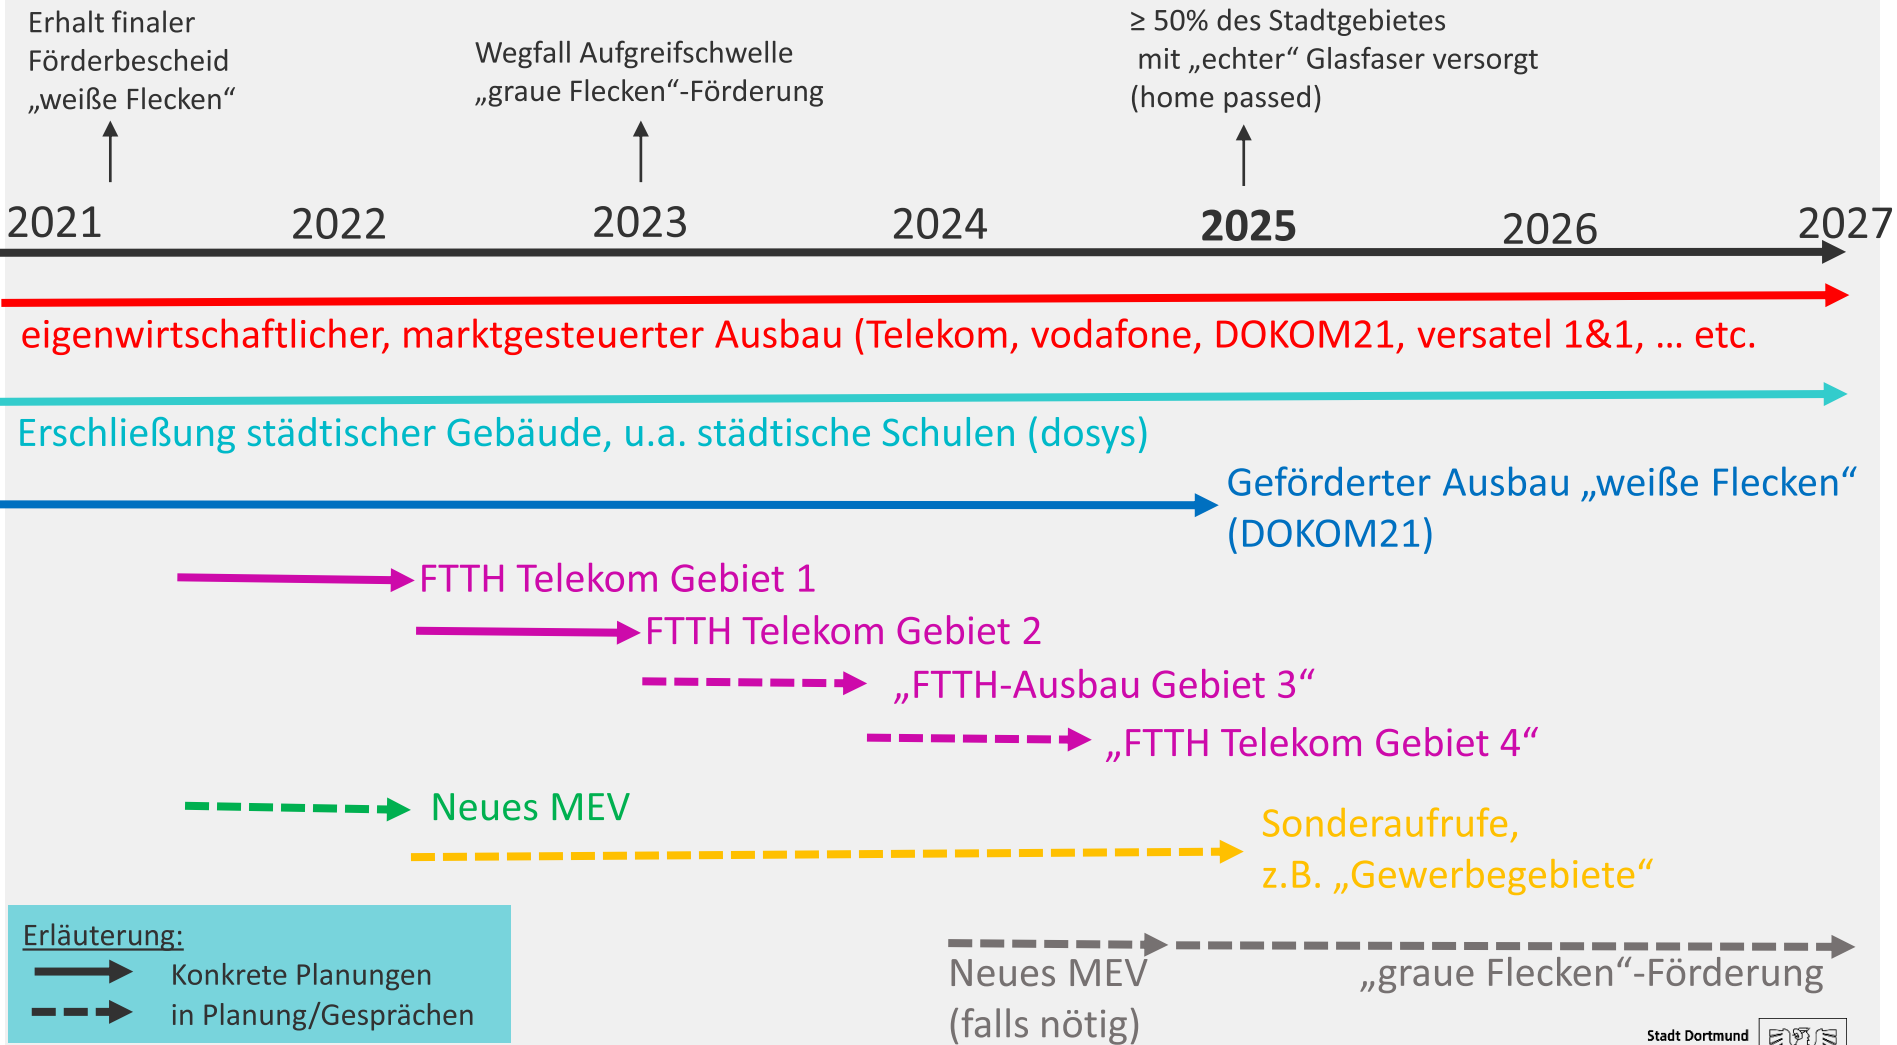 Erhalt finaler
Förderbescheid
„weiße Flecken“
Wegfall Aufgreifschwelle
„graue Flecken“-Förderung
≥ 50% des Stadtgebietes
mit „echter“ Glasfaser versorgt
(home passed)
2021 2022 2023 2024 2025 2026 2027
eigenwirtschaftlicher, marktgesteuerter Ausbau (Telekom, vodafone, DOKOM21, versatel 1&1, ... etc.
Erschließung städtischer Gebäude, u.a. städtische Schulen (dosys)
Geförderter Ausbau „weiße Flecken“
(DOKOM21)
FTTH Telekom Gebiet 1
FTTH Telekom Gebiet 2
„FTTH-Ausbau Gebiet 3“
„FTTH Telekom Gebiet 4“
Neues MEV
Sonderaufrufe,
z.B. „Gewerbegebiete“
Neues MEV
(falls nötig)
„graue Flecken“-Förderung
Erläuterung:
Konkrete Planungen
in Planung/Gesprächen
Stadt Dortmund